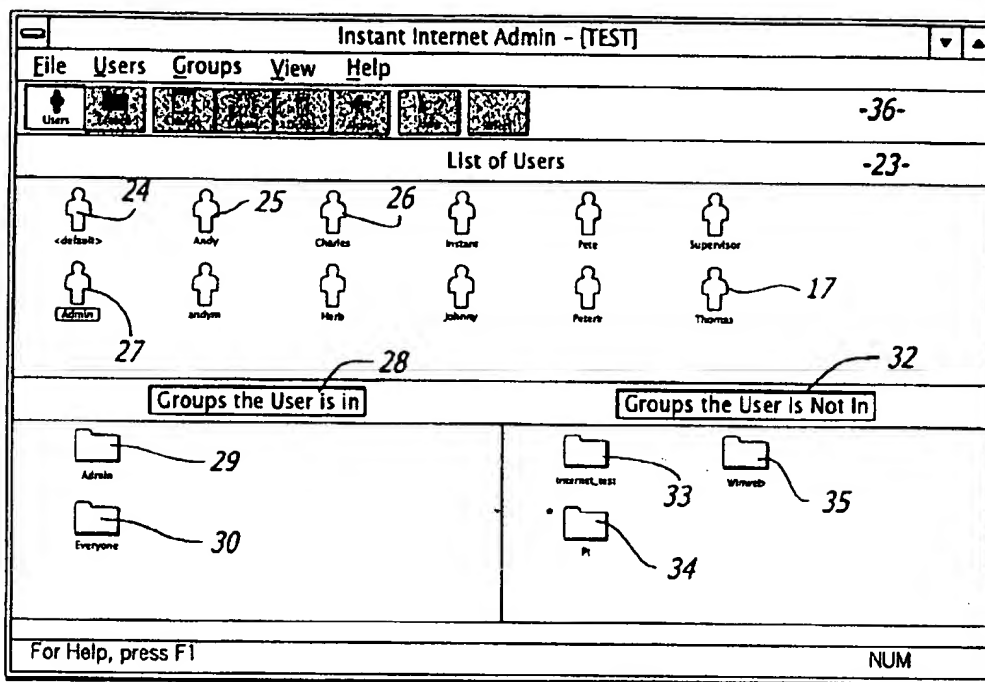 Instant Internet Admin - [TEST]
File Users Groups View Help
Users
-36-
List of Users -23-
24 25 26
<default> Andy Charles Instant Pete Supervisor
17
Admin andym Herb Johnny Peterr Thomas
27
28 32
Groups the User is in Groups the User is Not In
29 33 35
Admin Internet_test Winweb
30 34
Everyone Pt
For Help, press F1 NUM